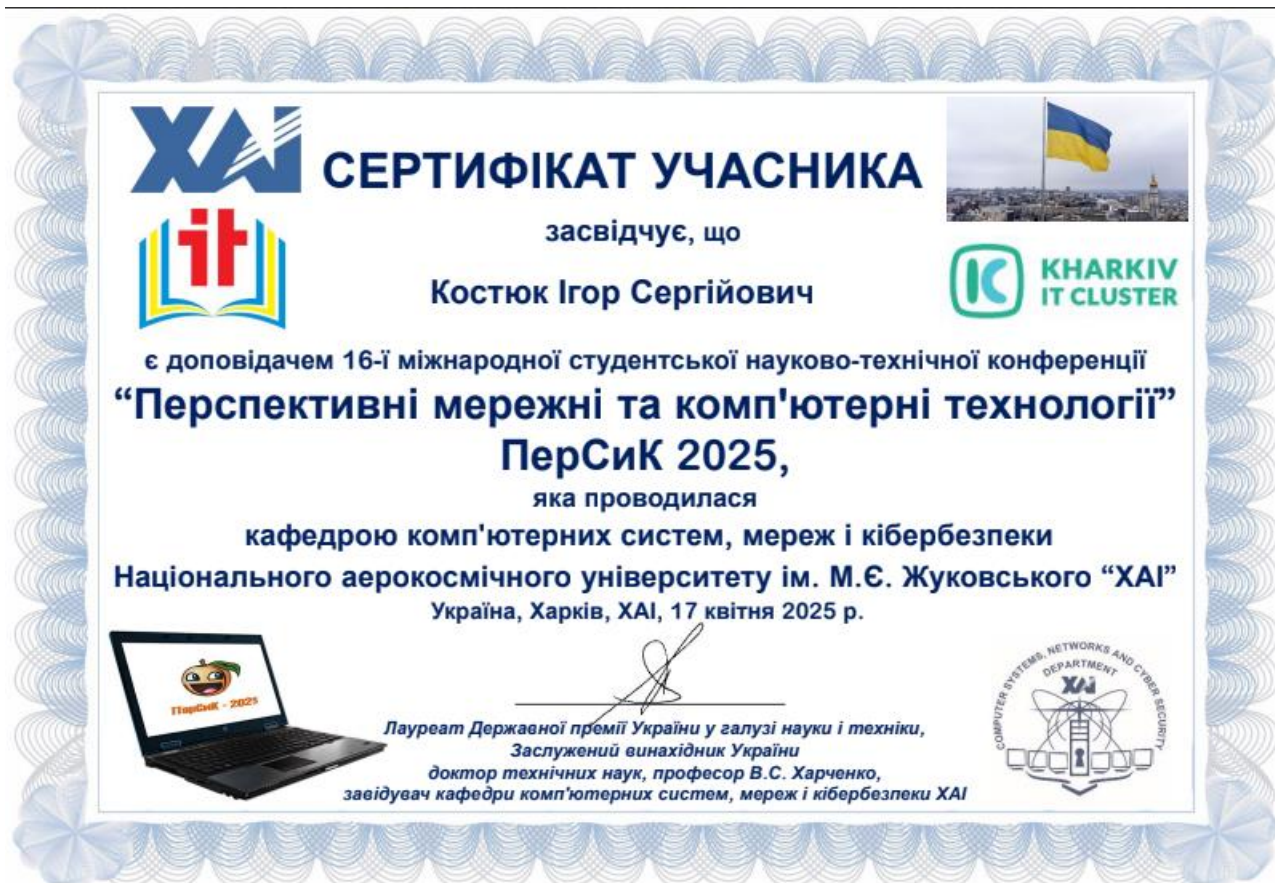 ХАІ
СЕРТИФІКАТ УЧАСНИКА
it
засвідчує, що
KHARKIV
IT CLUSTER
Костюк Ігор Сергійович
є доповідачем 16-ї міжнародної студентської науково-технічної конференції
“Перспективні мережні та комп'ютерні технології”
ПерСиК 2025,
яка проводилася
кафедрою комп'ютерних систем, мереж і кібербезпеки
Національного аерокосмічного університету ім. М.Є. Жуковського “ХАІ”
Україна, Харків, ХАІ, 17 квітня 2025 р.
ПерСиК - 2025
COMPUTER SYSTEMS, NETWORKS AND CYBER SECURITY
DEPARTMENT
ХАІ
Лауреат Державної премії України у галузі науки і техніки,
Заслужений винахідник України
доктор технічних наук, професор В.С. Харченко,
завідувач кафедри комп'ютерних систем, мереж і кібербезпеки ХАІ